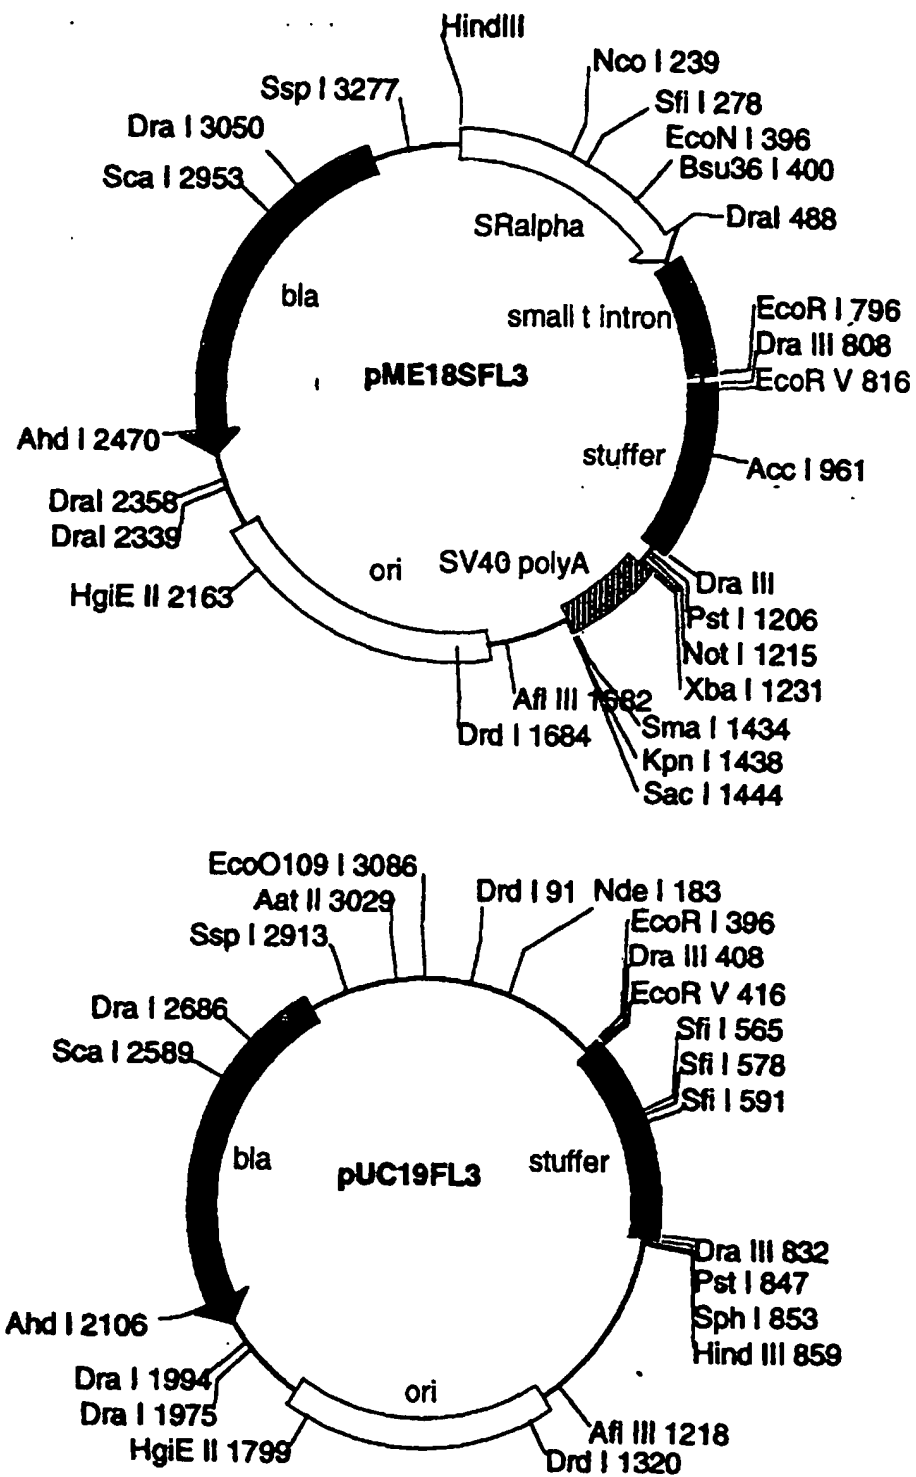 HindIII
Nco I 239
Ssp I 3277
Sfi I 278
Dra I 3050
EcoN I 396
Sca I 2953
Bsu36 I 400
SRalpha
DraI 488
bla
small t intron
EcoR I 796
Dra III 808
pME18SFL3
EcoR V 816
Ahd I 2470
stuffer
Acc I 961
DraI 2358
DraI 2339
ori
SV40 polyA
Dra III
HgiE II 2163
Pst I 1206
Not I 1215
Xba I 1231
Afl III 1682
Drd I 1684
Sma I 1434
Kpn I 1438
Sac I 1444
EcoO109 I 3086
Aat II 3029
Drd I 91
Nde I 183
Ssp I 2913
EcoR I 396
Dra III 408
EcoR V 416
Dra I 2686
Sfi I 565
Sca I 2589
Sfi I 578
Sfi I 591
bla
pUC19FL3
stuffer
Dra III 832
Pst I 847
Sph I 853
Ahd I 2106
Hind III 859
Dra I 1994
Dra I 1975
ori
HgiE II 1799
Afl III 1218
Drd I 1320